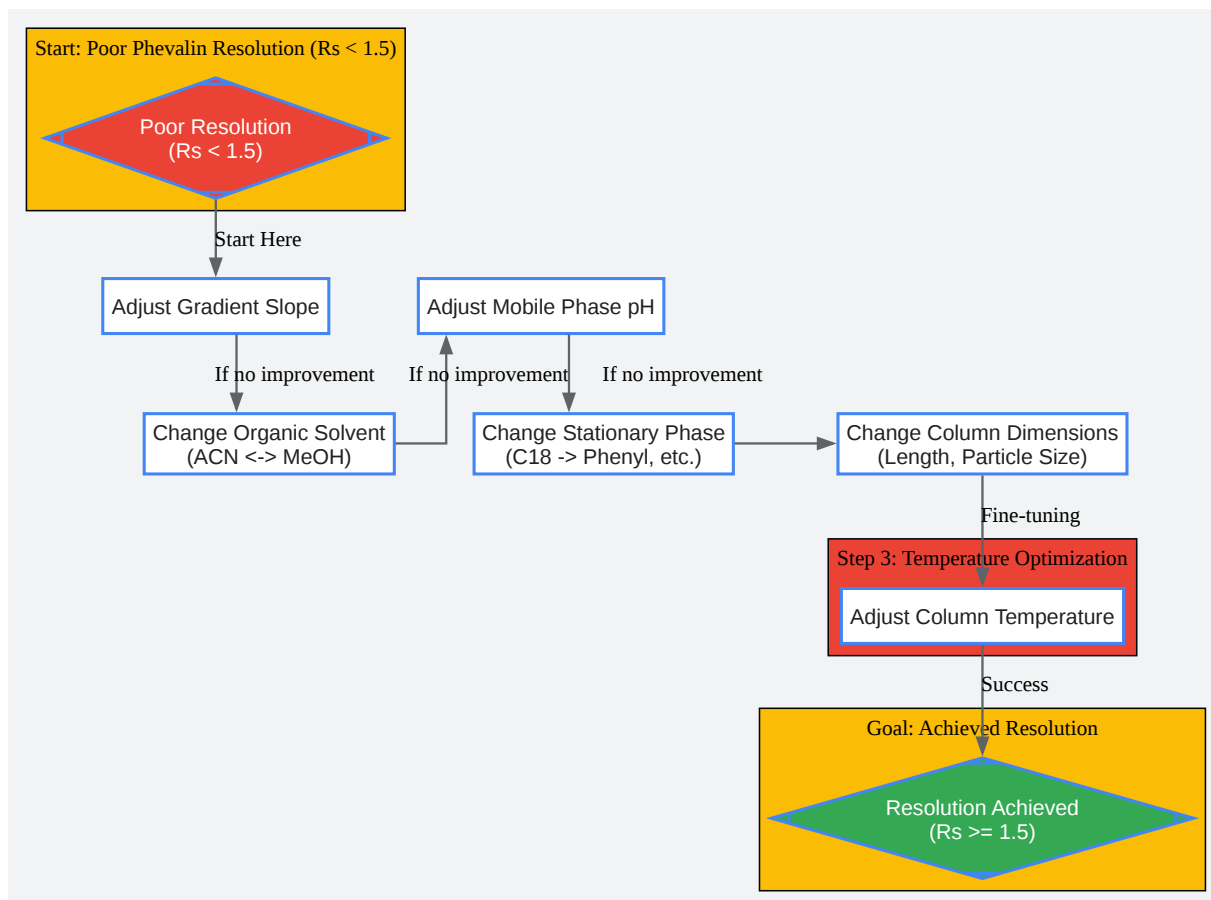 Start: Poor Phevalin Resolution (Rs < 1.5)
Poor Resolution
(Rs < 1.5)
Start Here
Adjust Gradient Slope
Adjust Mobile Phase pH
If no improvement
If no improvement
If no improvement
Change Organic Solvent
(ACN <-> MeOH)
Change Stationary Phase
(C18 -> Phenyl, etc.)
Change Column Dimensions
(Length, Particle Size)
Fine-tuning
Step 3: Temperature Optimization
Adjust Column Temperature
Success
Goal: Achieved Resolution
Resolution Achieved
(Rs >= 1.5)